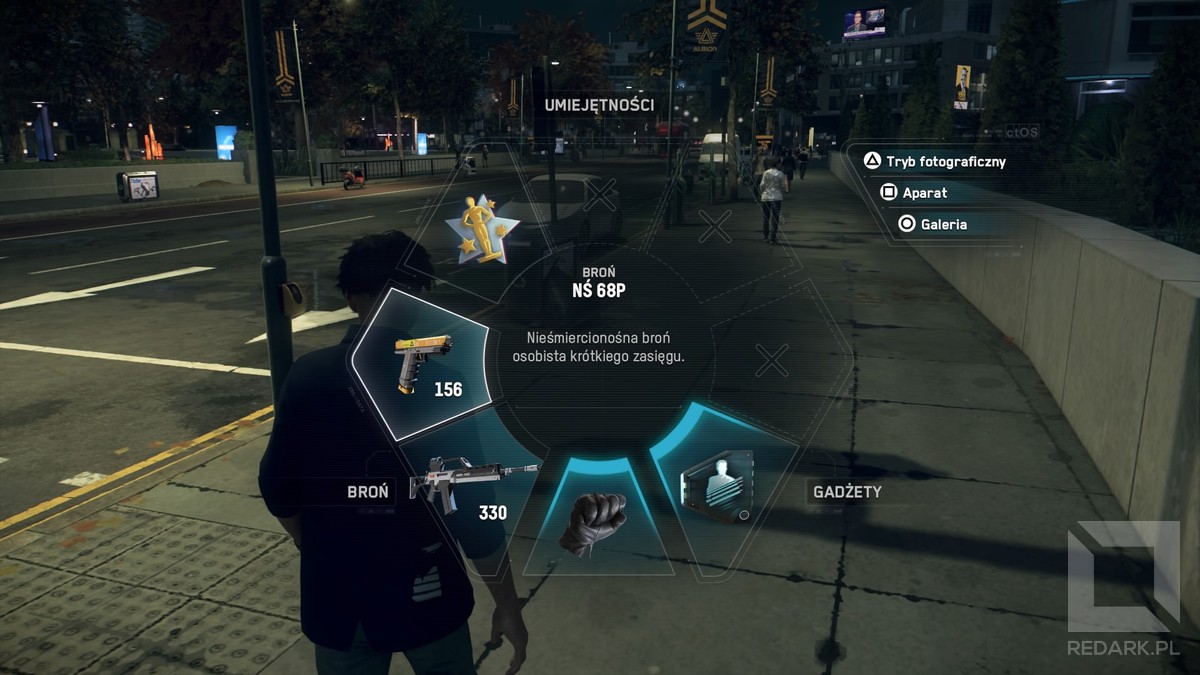 ALBION
UMIEJĘTNOŚCI
ctOS
Tryb fotograficzny
Aparat
Galeria
BROŃ
NŚ 68P
Nieśmiercionośna broń
osobista krótkiego zasięgu.
156
BROŃ
330
GADŻETY
REDARK.PL